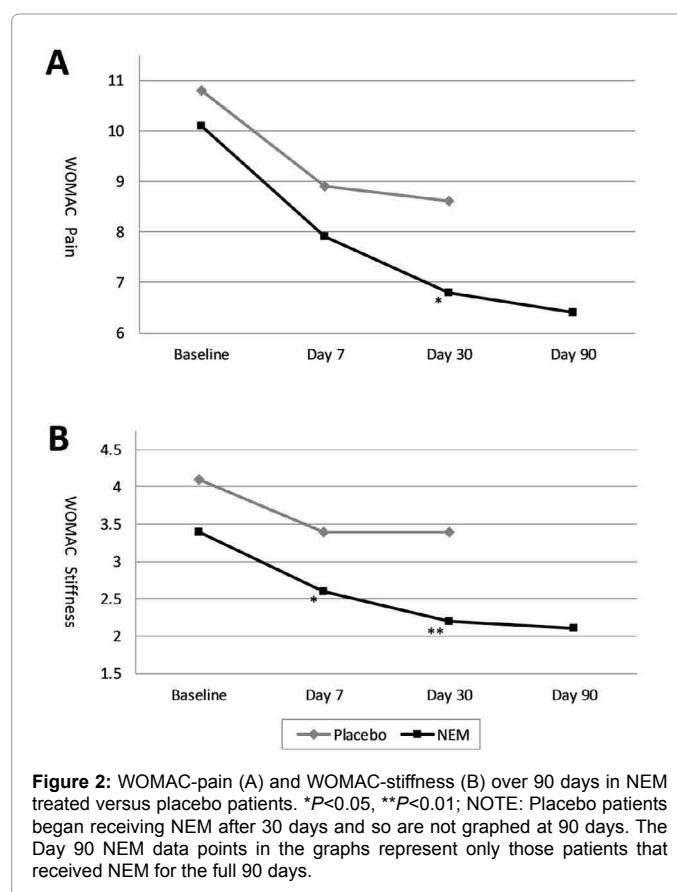 A
11
10
9
8
7
6
WOMAC Pain
*
Baseline Day 7 Day 30 Day 90
B
4.5
4
3.5
3
2.5
2
1.5
WOMAC Stiffness
*
**
Baseline Day 7 Day 30 Day 90
Placebo NEM
Figure 2: WOMAC-pain (A) and WOMAC-stiffness (B) over 90 days in NEM
treated versus placebo patients. *P<0.05, **P<0.01; NOTE: Placebo patients
began receiving NEM after 30 days and so are not graphed at 90 days. The
Day 90 NEM data points in the graphs represent only those patients that
received NEM for the full 90 days.